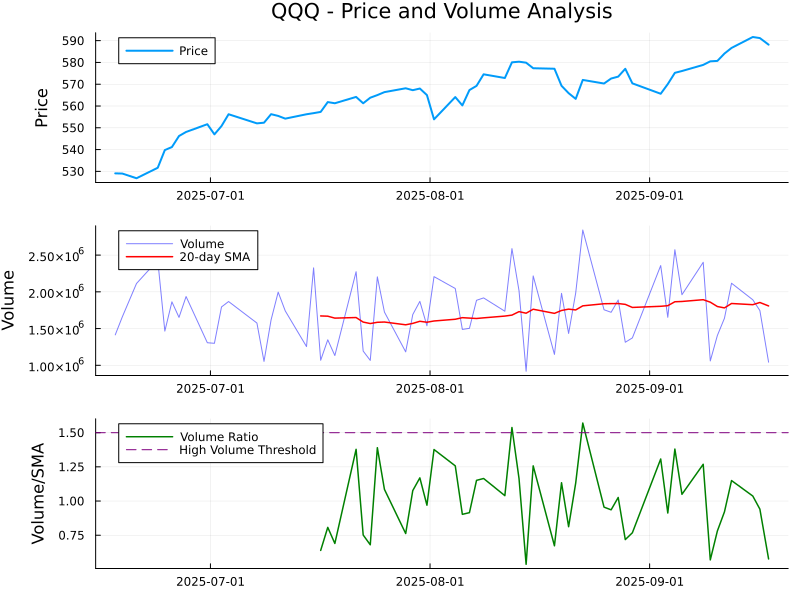 QQQ - Price and Volume Analysis
Price
Price
590
580
570
560
550
540
530
2025-07-01 2025-08-01 2025-09-01
Volume
Volume
20-day SMA
2.50×10⁶
2.00×10⁶
1.50×10⁶
1.00×10⁶
2025-07-01 2025-08-01 2025-09-01
Volume/SMA
Volume Ratio
High Volume Threshold
1.50
1.25
1.00
0.75
2025-07-01 2025-08-01 2025-09-01